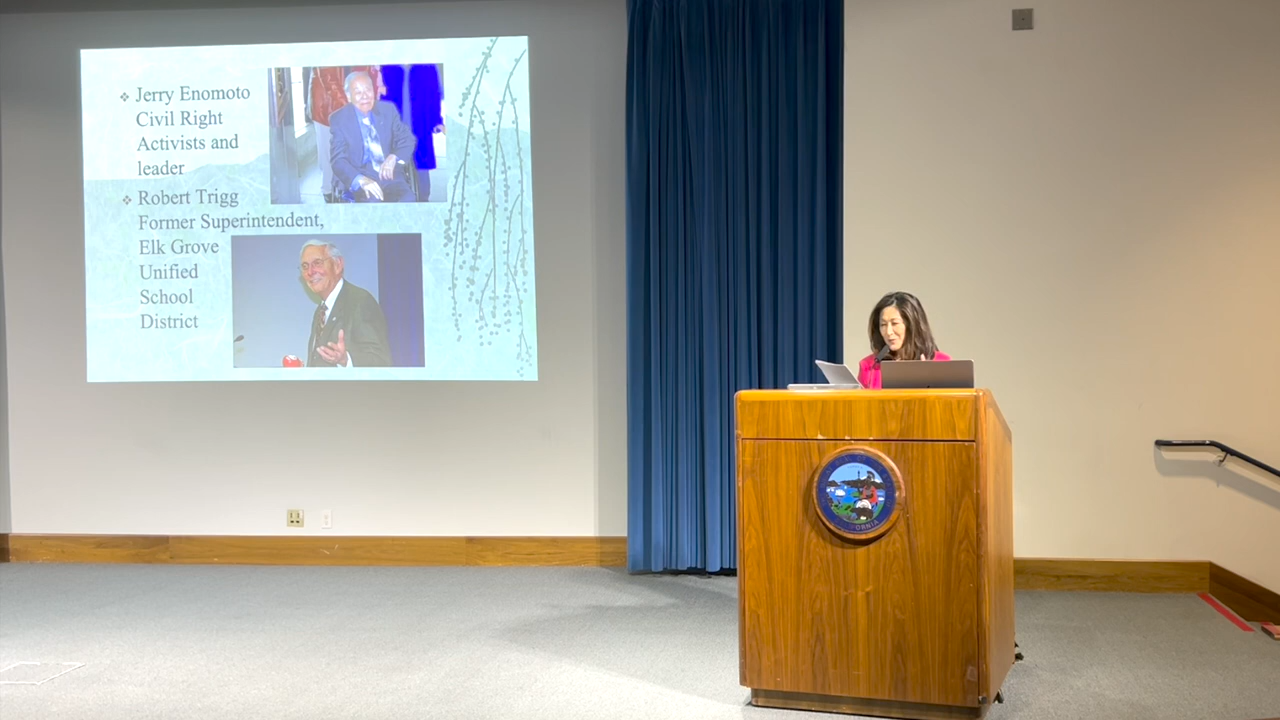 ❖ Jerry Enomoto
Civil Right
Activists and
leader
❖ Robert Trigg
Former Superintendent,
Elk Grove
Unified
School
District